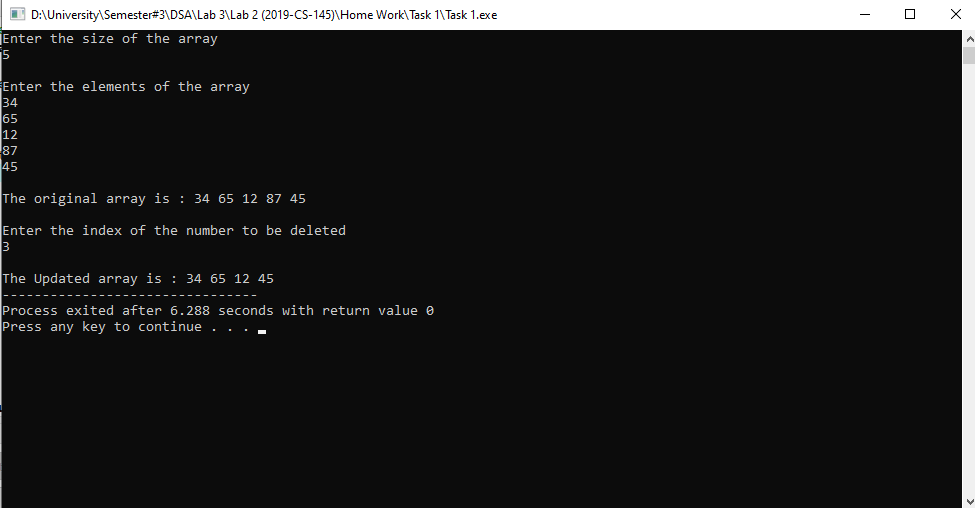 D:\University\Semester#3\DSA\Lab 3\Lab 2 (2019-CS-145)\Home Work\Task 1\Task 1.exe
Enter the size of the array
5
Enter the elements of the array
34
65
12
87
45
The original array is : 34 65 12 87 45
Enter the index of the number to be deleted
3
The Updated array is : 34 65 12 45
--------------------------------
Process exited after 6.288 seconds with return value 0
Press any key to continue . . .